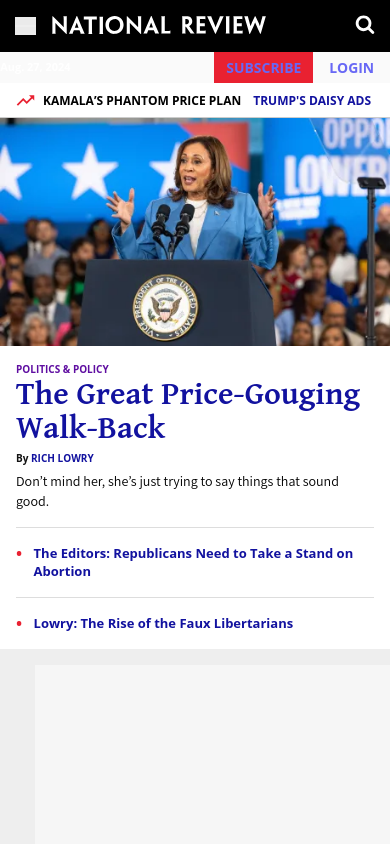 NATIONAL REVIEW
Aug. 27, 2024
SUBSCRIBE
LOGIN
KAMALA’S PHANTOM PRICE PLAN
TRUMP'S DAISY ADS
OPPO
LOWER
VICE PRESIDENT OF THE UNITED STATES
POLITICS & POLICY
The Great Price-Gouging
Walk-Back
By RICH LOWRY
Don’t mind her, she’s just trying to say things that sound
good.
• The Editors: Republicans Need to Take a Stand on
Abortion
• Lowry: The Rise of the Faux Libertarians